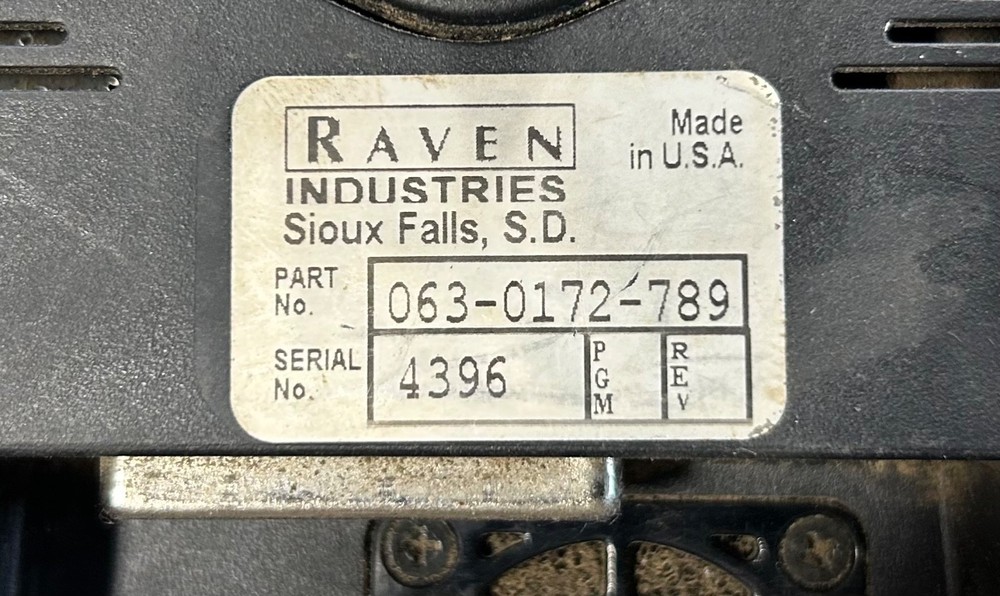 RAVEN
INDUSTRIES
Sioux Falls, S.D.
Made
in U.S.A.
PART
No.
063-0172-789
SERIAL
No.
4396
PGM
REV